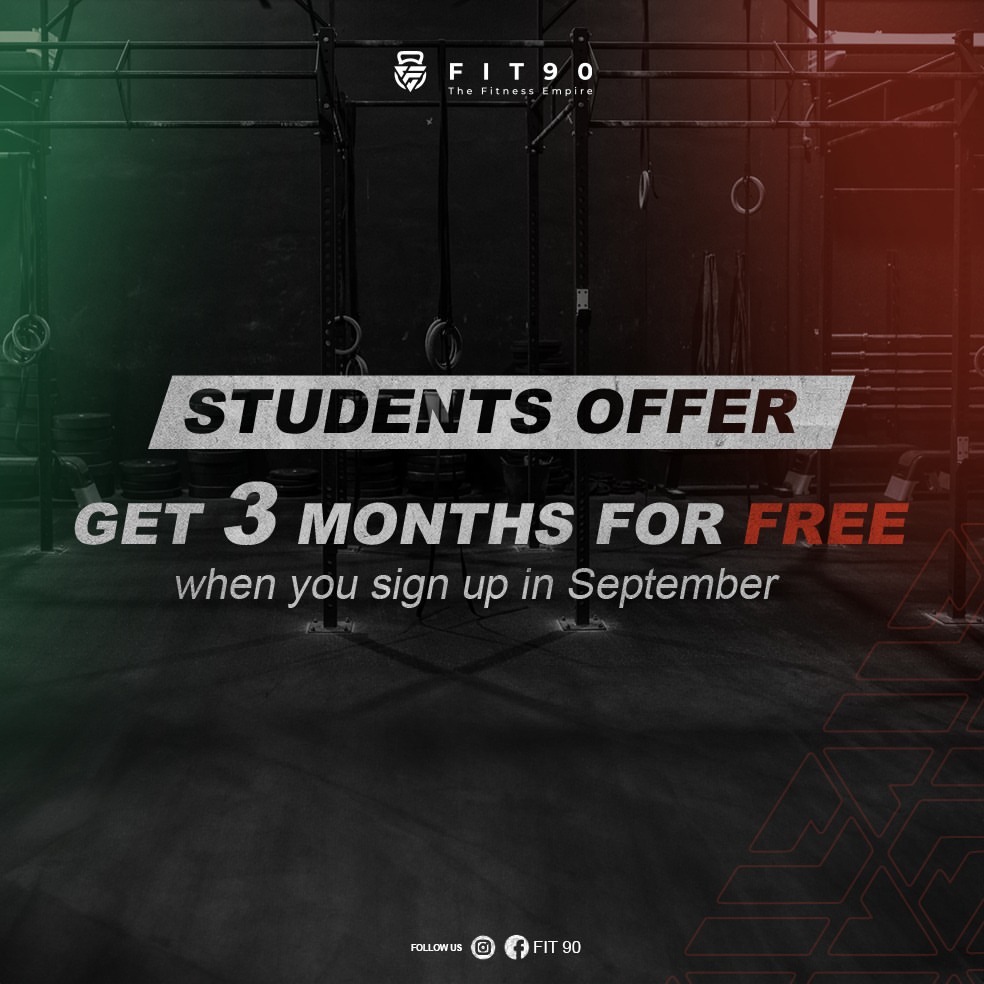 FIT90
The Fitness Empire
STUDENTS OFFER
GET 3 MONTHS FOR FREE
when you sign up in September
FOLLOW US FIT 90